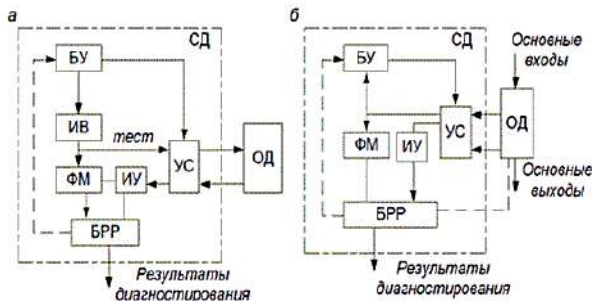 а
СД
БУ
ИВ
тест
УС
ОД
ФМ
ИУ
БРР
Результаты
диагностирования
б
СД
Основные
входы
БУ
УС
ОД
ФМ
ИУ
Основные
выходы
БРР
Результаты
диагностирования